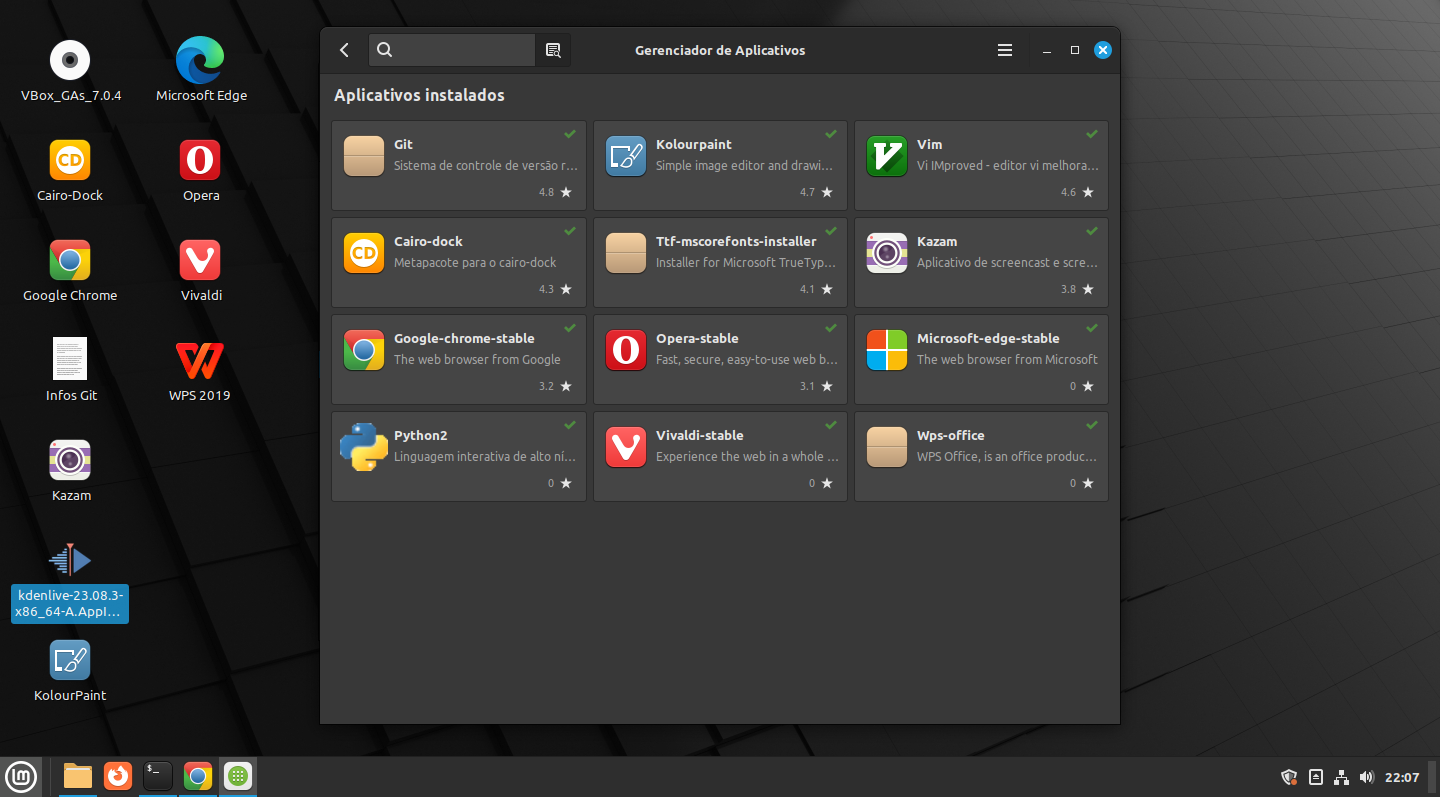 VBox_GAs_7.0.4
Microsoft Edge
CD
Cairo-Dock
Opera
Google Chrome
Vivaldi
Infos Git
WPS 2019
Kazam
kdenlive-23.08.3-
x86_64-A.AppI...
KolourPaint
Gerenciador de Aplicativos
Aplicativos instalados
Git
Sistema de controle de versão r...
4.8
Kolourpaint
Simple image editor and drawi...
4.7
Vim
Vi IMproved - editor vi melhora...
4.6
CD
Cairo-dock
Metapacote para o cairo-dock
4.3
Ttf-mscorefonts-installer
Installer for Microsoft TrueTyp...
4.1
Kazam
Aplicativo de screencast e scre...
3.8
Google-chrome-stable
The web browser from Google
3.2
Opera-stable
Fast, secure, easy-to-use web b...
3.1
Microsoft-edge-stable
The web browser from Microsoft
0
Python2
Linguagem interativa de alto ní...
0
Vivaldi-stable
Experience the web in a whole ...
0
Wps-office
WPS Office, is an office produc...
0
$_
22:07